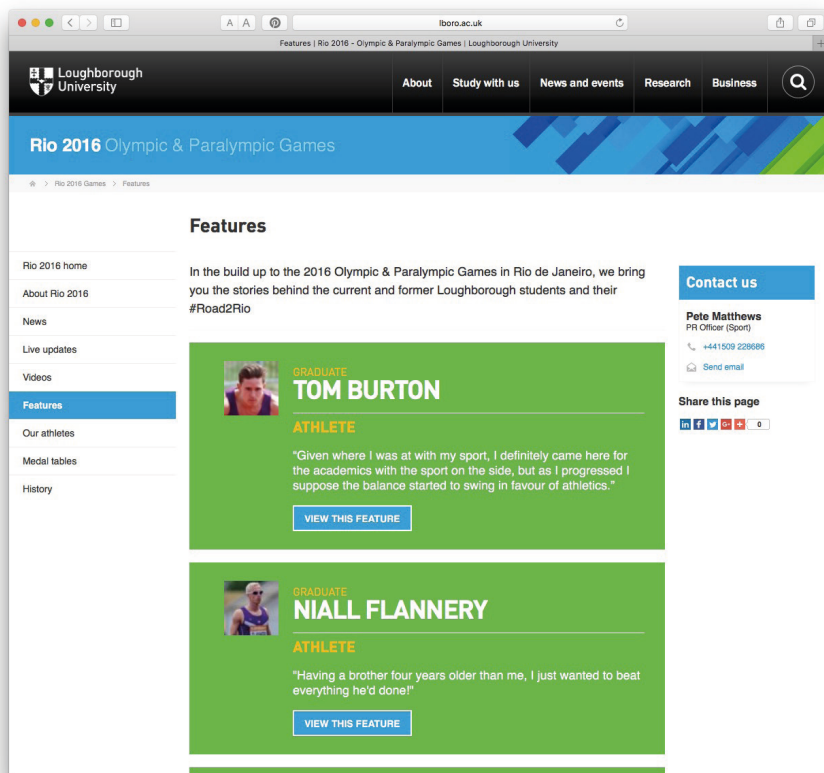 A A
lboro.ac.uk
Features | Rio 2016 - Olympic & Paralympic Games | Loughborough University
Loughborough
University
About Study with us News and events Research Business
Rio 2016 Olympic & Paralympic Games
> Rio 2016 Games > Features
Features
Rio 2016 home
About Rio 2016
News
Live updates
Videos
Features
Our athletes
Medal tables
History
In the build up to the 2016 Olympic & Paralympic Games in Rio de Janeiro, we bring
you the stories behind the current and former Loughborough students and their
#Road2Rio
GRADUATE
TOM BURTON
ATHLETE
"Given where I was at with my sport, I definitely came here for
the academics with the sport on the side, but as I progressed I
suppose the balance started to swing in favour of athletics."
VIEW THIS FEATURE
GRADUATE
NIALL FLANNERY
ATHLETE
"Having a brother four years older than me, I just wanted to beat
everything he'd done!"
VIEW THIS FEATURE
Contact us
Pete Matthews
PR Officer (Sport)
+441509 228686
Send email
Share this page
in f G+ + 0